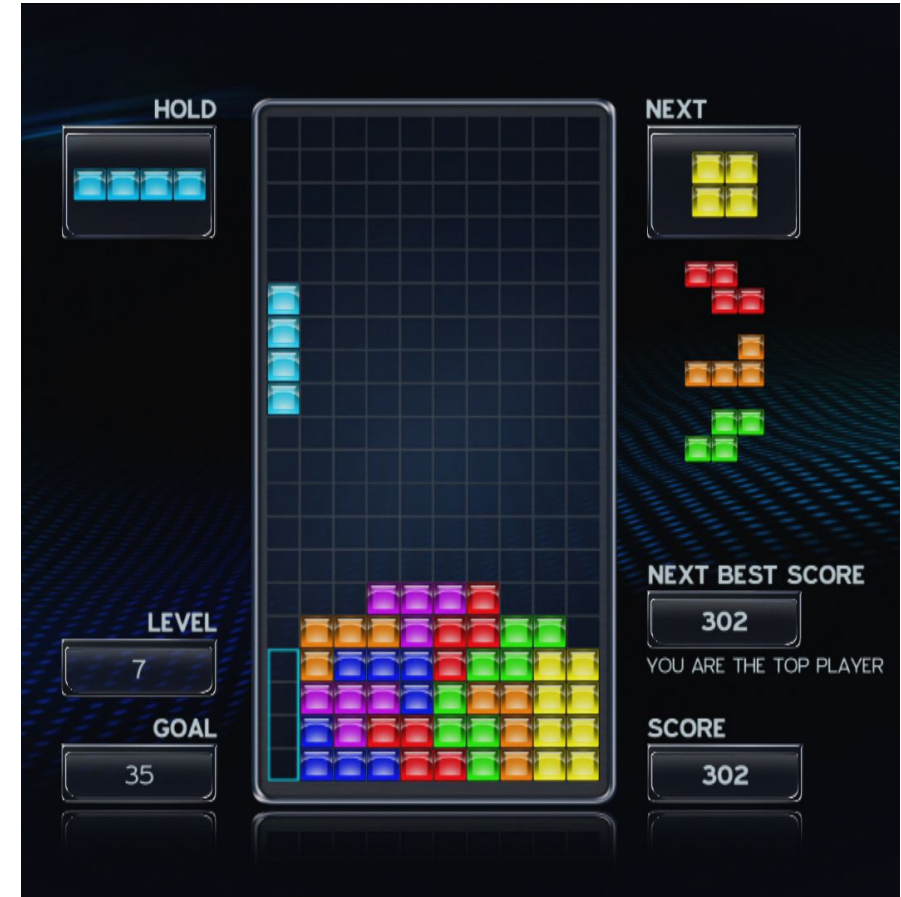 HOLD
NEXT
LEVEL
7
GOAL
35
NEXT BEST SCORE
302
YOU ARE THE TOP PLAYER
SCORE
302